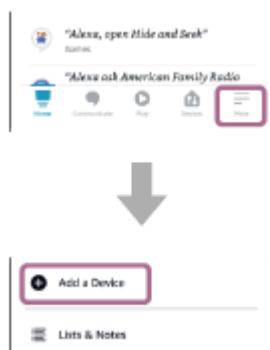 "Alexa, open Hide and Seek"
Games
"Alexa ask American Family Radio
Home Communicate Play Devices More
Add a Device
Lists & Notes